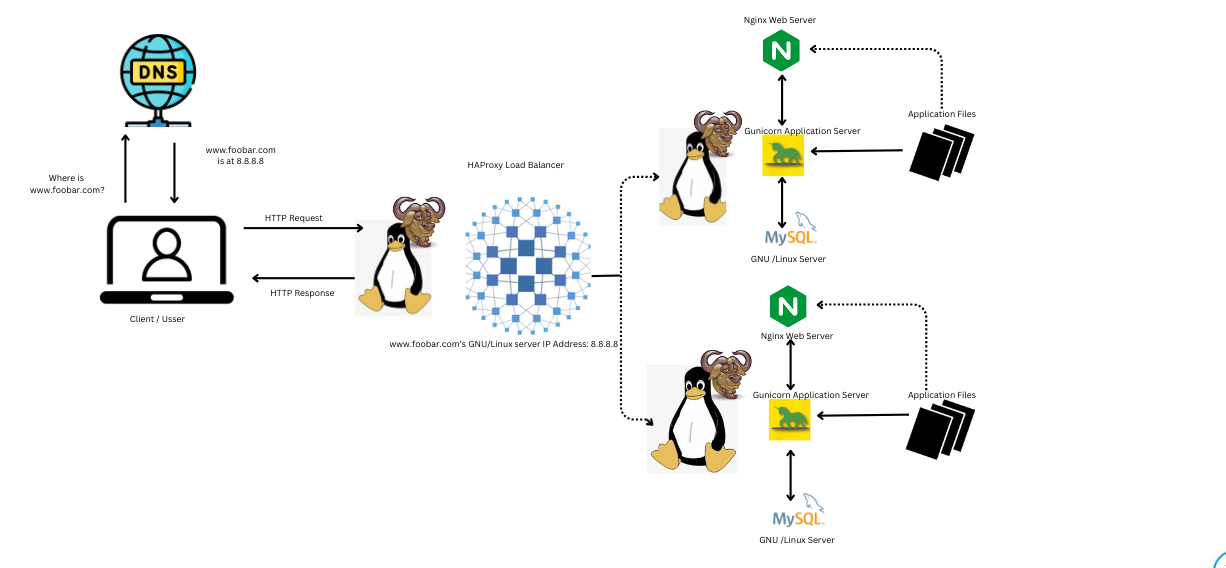 Nginx Web Server
N
DNS
www.foobar.com
is at 8.8.8.8
Where is
www.foobar.com?
HAProxy Load Balancer
Gunicorn Application Server
Application Files
HTTP Request
HTTP Response
Client / Usser
MySQL
GNU /Linux Server
www.foobar.com's GNU/Linux server IP Address: 8.8.8.8
N
Nginx Web Server
Gunicorn Application Server
Application Files
MySQL
GNU /Linux Server